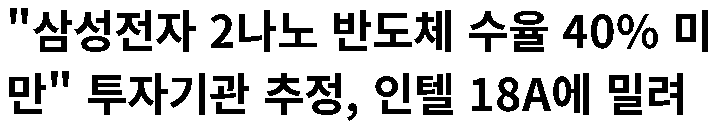 "삼성전자 2나노 반도체 수율 40% 미
만" 투자기관 추정, 인텔 18A에 밀려